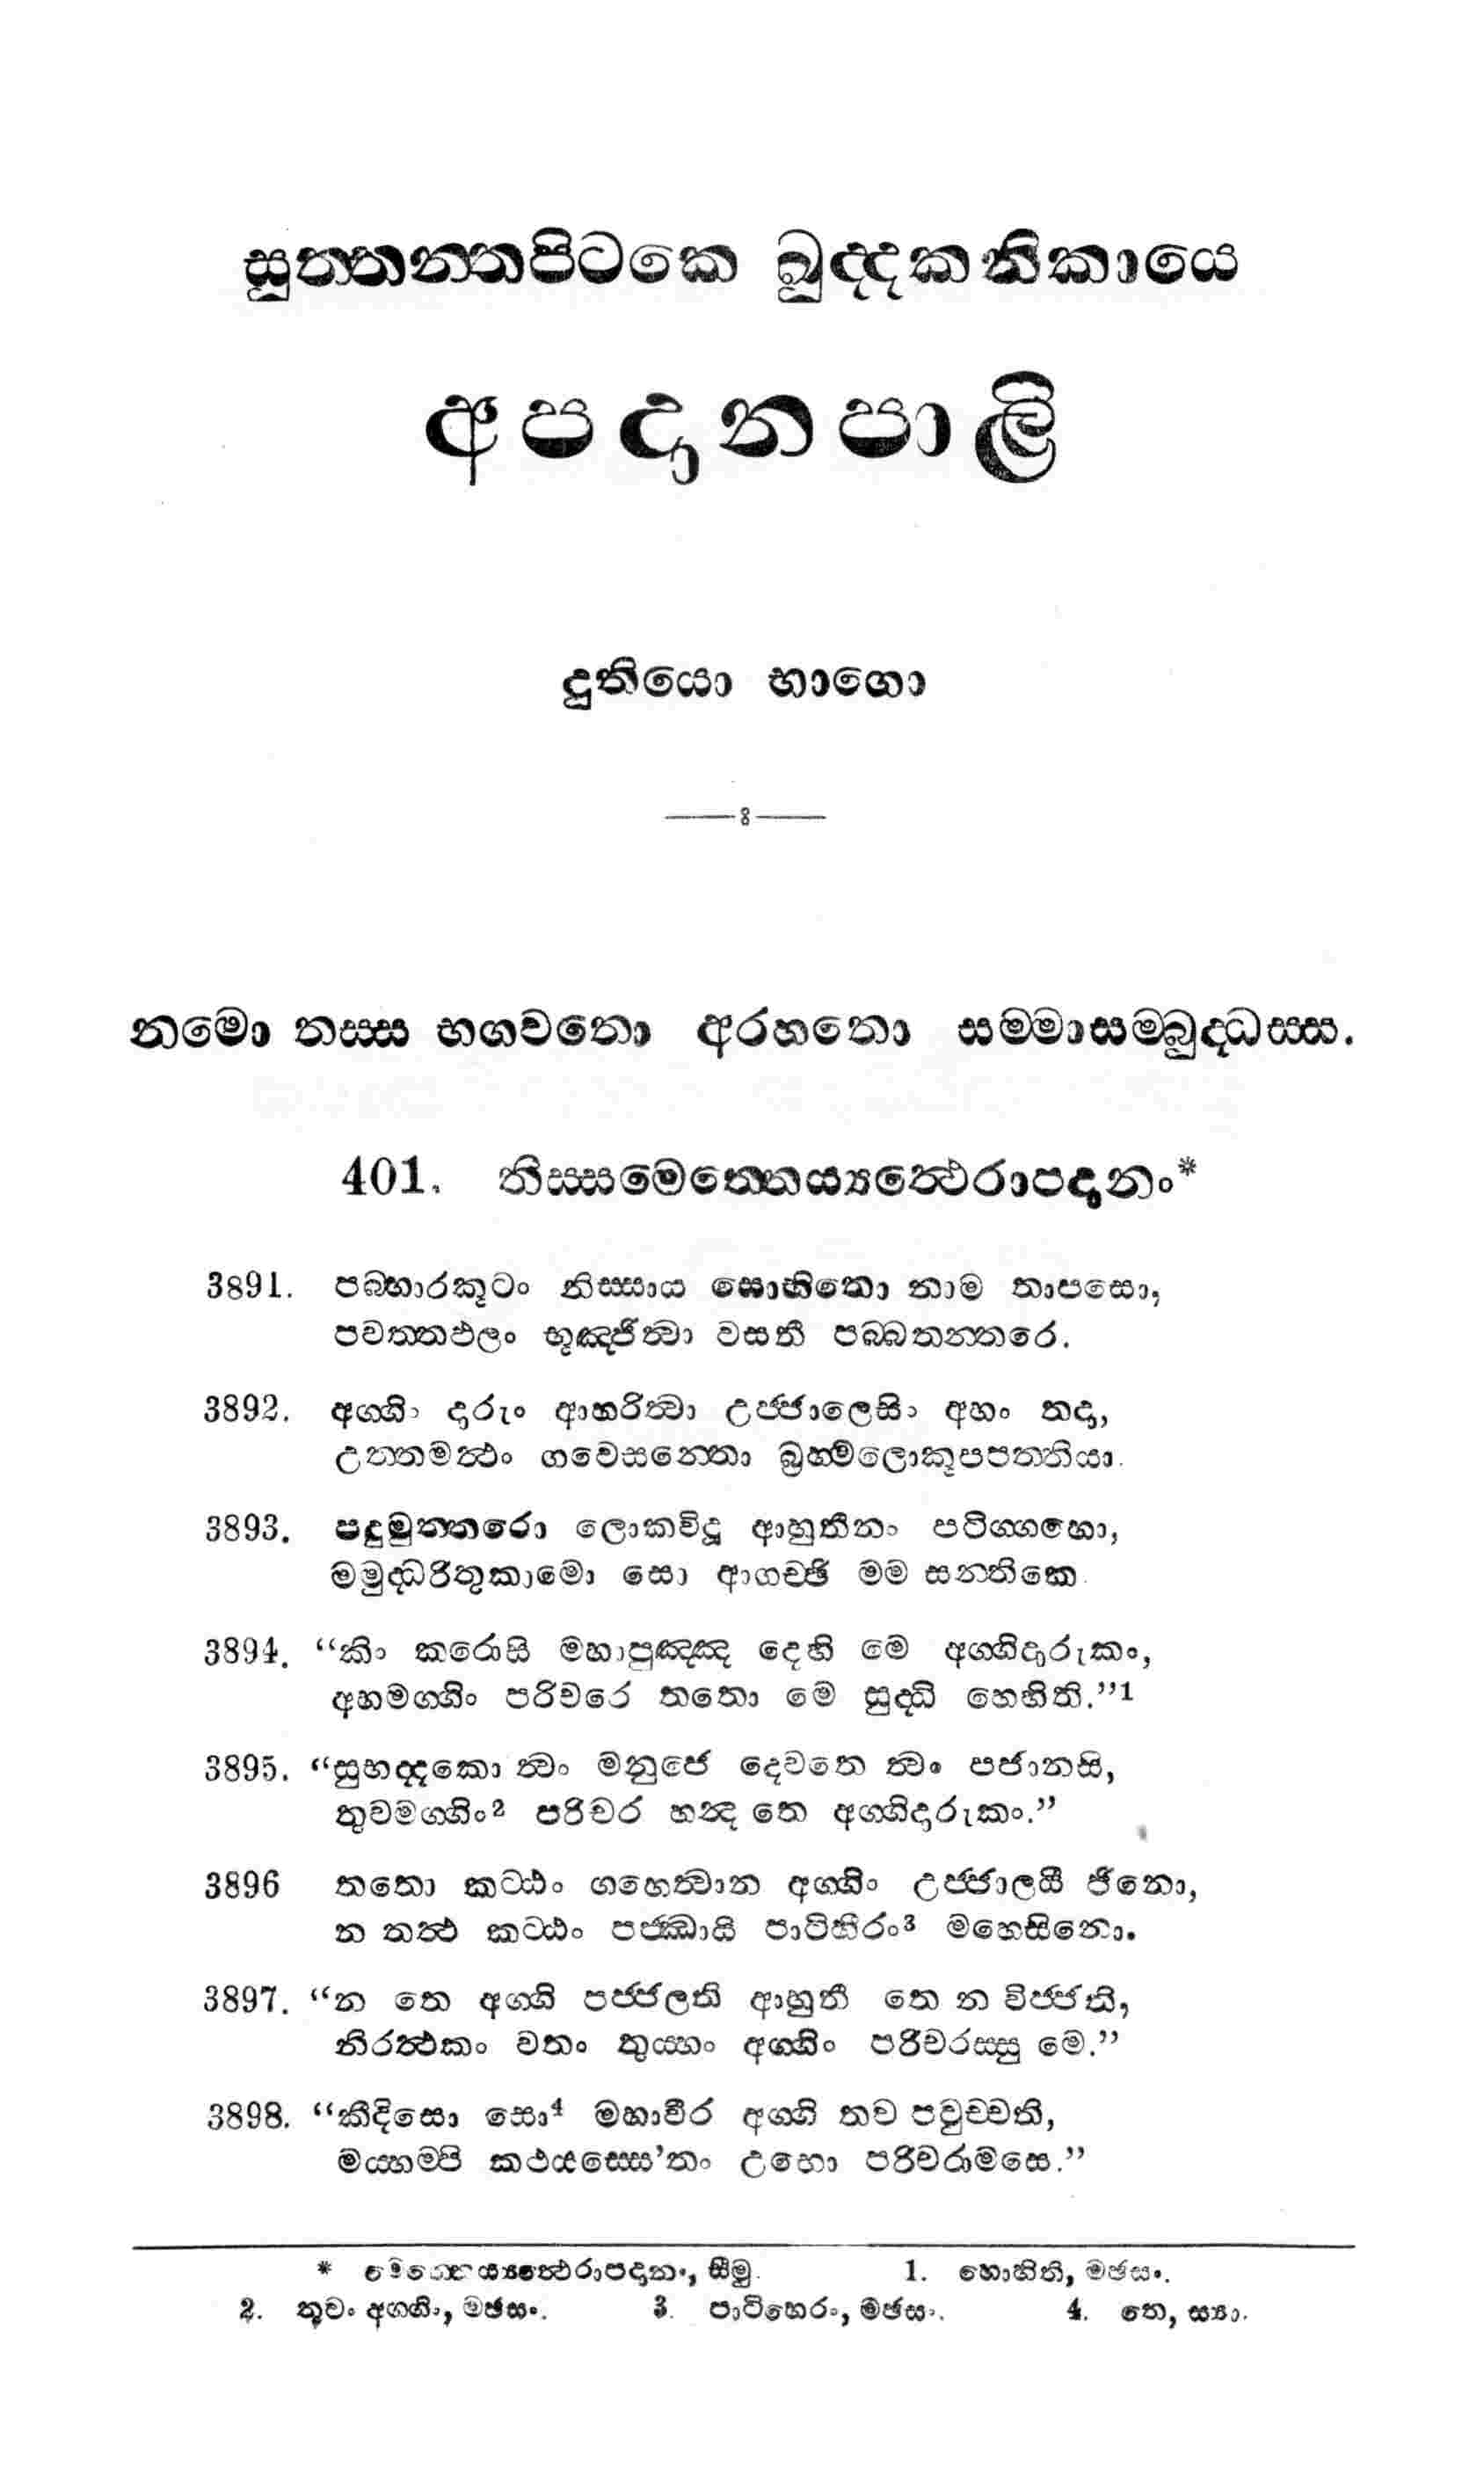 සුත්තන්තපිටකෙ ඛුද්දකනිකායෙ
අපදානපාළි
දුතියො භාගො
නමො තස්ස භගවතො අරහතො සම්මාසම්බුද්ධස්ස.
401. තිස්සමෙත්තෙය්‍යත්ථෙරාපදානං*
3891. පබ්භාරකූටං නිස්සාය සොභිතො නාම තාපසො,
පවත්තඵලං භුඤ්ජිත්වා වසතී පබ්බතන්තරෙ.
3892. අග්ගිං දාරුං ආහරිත්වා උජ්ජාලෙසිං අහං තදා,
උත්තමත්ථං ගවෙසන්තො බ්‍රහ්මලොකූපපත්තියා.
3893. පදුමුත්තරො ලොකවිදූ ආහුතීනං පටිග්ගහො,
මමුද්ධරිතුකාමො සො ආගච්ඡි මම සන්තිකෙ.
3894. “කිං කරොසි මහාපුඤ්ඤ දෙහි මෙ අග්ගිදාරුකං,
අහමග්ගිං පරිචරෙ තතො මෙ සුද්ධි හෙහිති.”1
3895. “සුභද්දකො ත්වං මනුජෙ දෙවතෙ ත්වං පජානසි,
තුවමග්ගිං2 පරිචර හන්ද තෙ අග්ගිදාරුකං.”
3896 තතො කට්ඨං ගහෙත්වාන අග්ගිං උජ්ජාලයී ජිනො,
න තත්ථ කට්ඨං පජ්ඣායි පාටිහීරං3 මහෙසිනො.
3897. “න තෙ අග්ගි පජ්ජලති ආහුතී තෙ න විජ්ජති,
නිරත්ථකං වතං තුය්හං අග්ගිං පරිචරස්සු මෙ.”
3898. “කීදිසො සො4 මහාවීර අග්ගි තව පවුච්චති,
මය්හම්පි කථයස්සෙ’තං උභො පරිචරාමසෙ.”
* මෙත්තෙය්‍යත්ථෙරාපදානං, සීමු. 1. හොහිති, මඡසං.
2. තුවං අග්ගිං, මඡසං. 3. පාටිහෙරං, මඡසං. 4. තෙ, ස්‍යා.